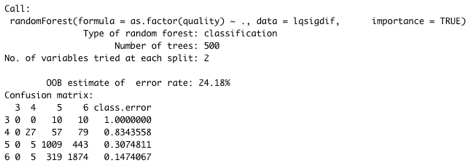 Call:
 randomForest(formula = as.factor(quality) ~ ., data = lqsigdif,      importance = TRUE)
               Type of random forest: classification
                     Number of trees: 500
No. of variables tried at each split: 2
        OOB estimate of  error rate: 24.18%
Confusion matrix:
  3  4    5    6 class.error
3 0  0   10   10   1.0000000
4 0 27   57   79   0.8343558
5 0  5 1009  443   0.3074811
6 0  5  319 1874   0.1474067